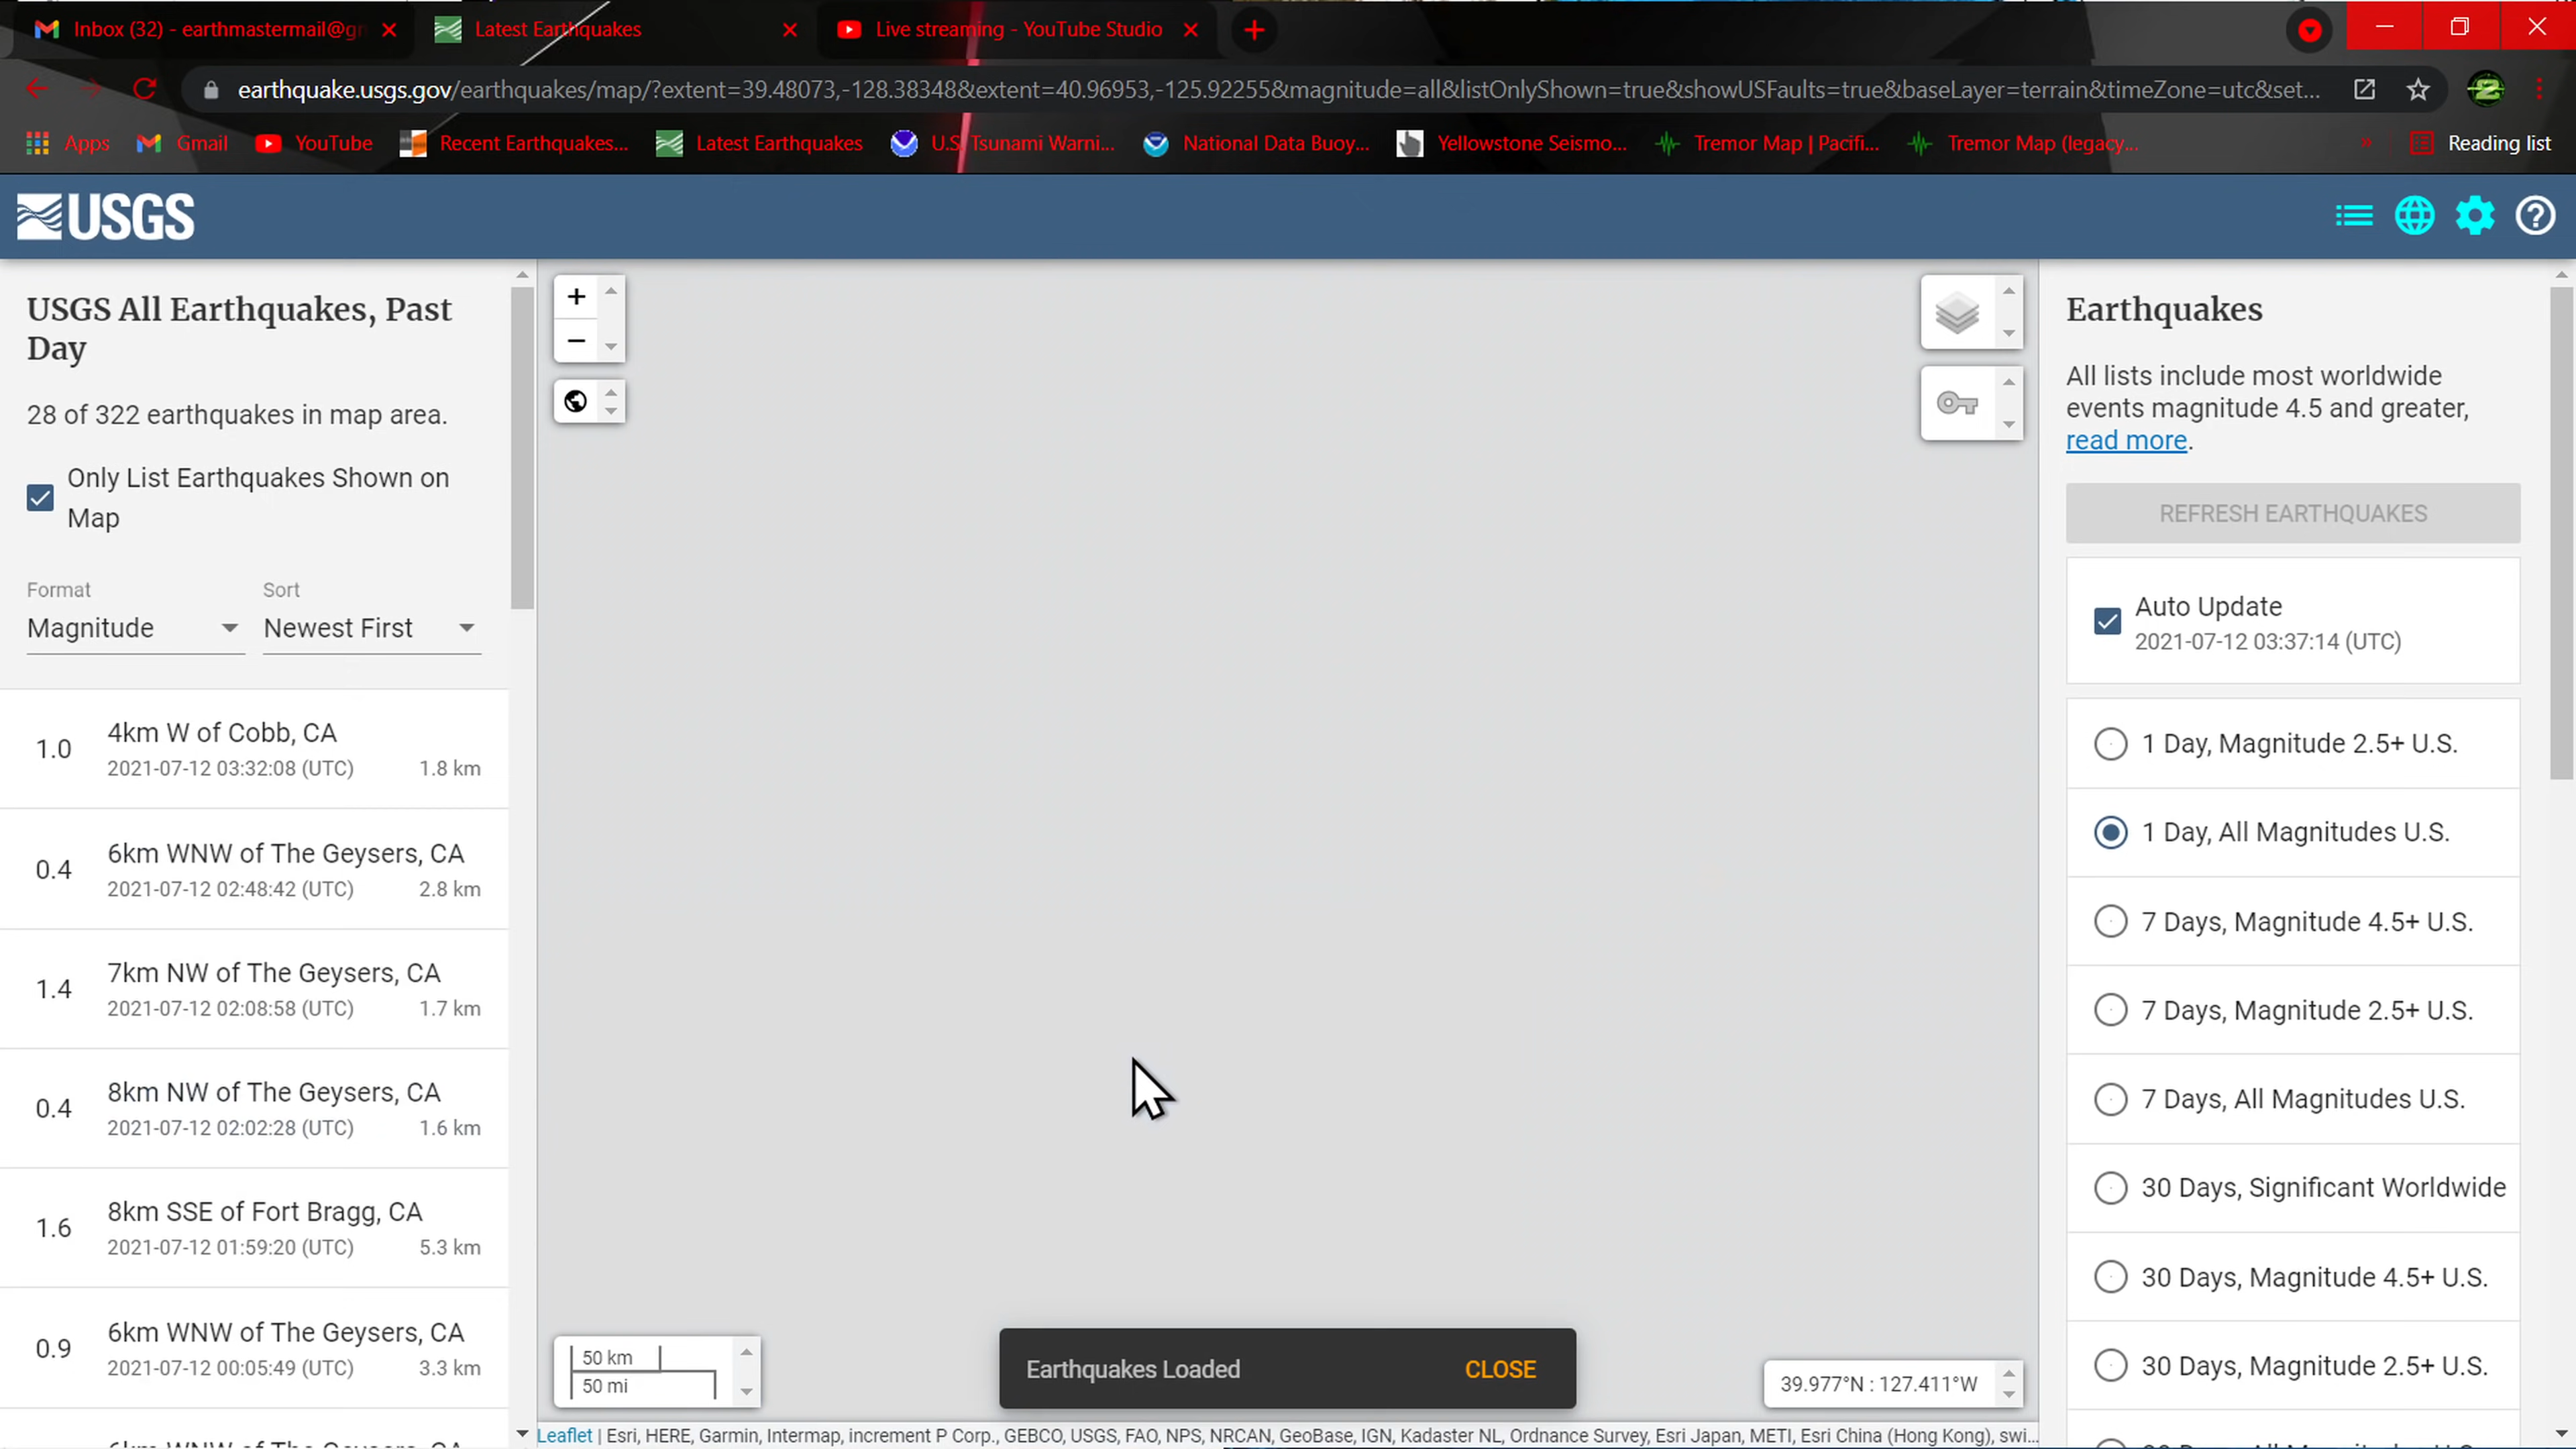 Inbox (32) - earthmastermail@gr
Latest Earthquakes
Live streaming - YouTube Studio
earthquake.usgs.gov/earthquakes/map/?extent=39.48073,-128.38348&extent=40.96953,-125.92255&magnitude=all&listOnlyShown=true&showUSFaults=true&baseLayer=terrain&timeZone=utc&set...
Apps
Gmail
YouTube
Recent Earthquakes...
Latest Earthquakes
U.S. Tsunami Warni...
National Data Buoy...
Yellowstone Seismo...
Tremor Map | Pacifi...
Tremor Map (legacy...
Reading list
USGS
USGS All Earthquakes, Past
Day
28 of 322 earthquakes in map area.
Only List Earthquakes Shown on
Map
Format
Sort
Magnitude
Newest First
1.0
4km W of Cobb, CA
2021-07-12 03:32:08 (UTC)
1.8 km
0.4
6km WNW of The Geysers, CA
2021-07-12 02:48:42 (UTC)
2.8 km
1.4
7km NW of The Geysers, CA
2021-07-12 02:08:58 (UTC)
1.7 km
0.4
8km NW of The Geysers, CA
2021-07-12 02:02:28 (UTC)
1.6 km
1.6
8km SSE of Fort Bragg, CA
2021-07-12 01:59:20 (UTC)
5.3 km
0.9
6km WNW of The Geysers, CA
2021-07-12 00:05:49 (UTC)
3.3 km
6km WNW of The Geysers, CA
+
−
50 km
50 mi
Earthquakes Loaded
CLOSE
39.977°N : 127.411°W
Leaflet | Esri, HERE, Garmin, Intermap, increment P Corp., GEBCO, USGS, FAO, NPS, NRCAN, GeoBase, IGN, Kadaster NL, Ordnance Survey, Esri Japan, METI, Esri China (Hong Kong), swi...
Earthquakes
All lists include most worldwide
events magnitude 4.5 and greater,
read more.
REFRESH EARTHQUAKES
Auto Update
2021-07-12 03:37:14 (UTC)
1 Day, Magnitude 2.5+ U.S.
1 Day, All Magnitudes U.S.
7 Days, Magnitude 4.5+ U.S.
7 Days, Magnitude 2.5+ U.S.
7 Days, All Magnitudes U.S.
30 Days, Significant Worldwide
30 Days, Magnitude 4.5+ U.S.
30 Days, Magnitude 2.5+ U.S.